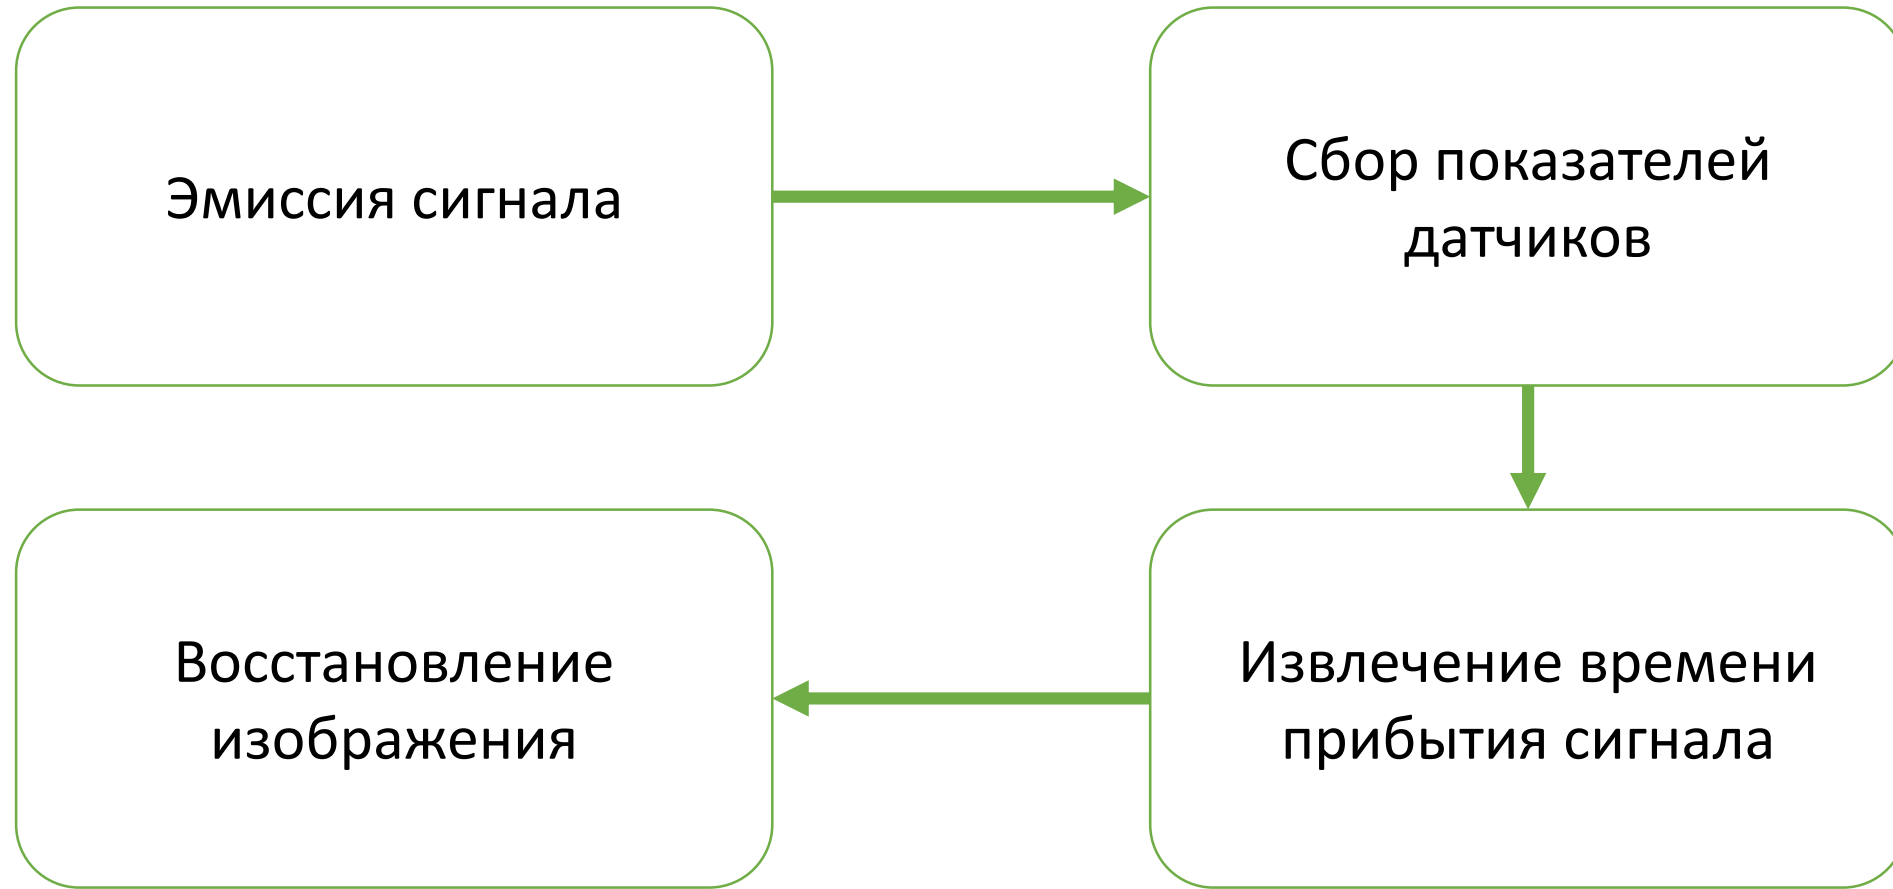 Эмиссия сигнала
Сбор показателей
датчиков
Извлечение времени
прибытия сигнала
Восстановление
изображения